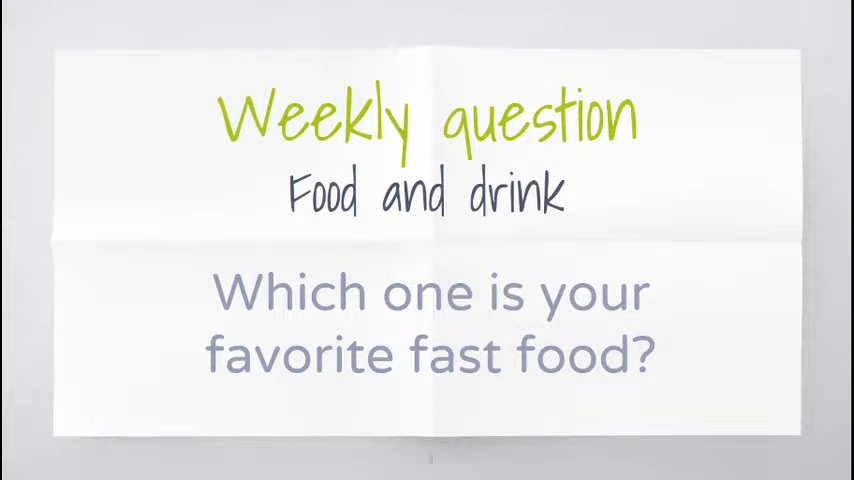 Weekly question
Food and drink
Which one is your
favorite fast food?